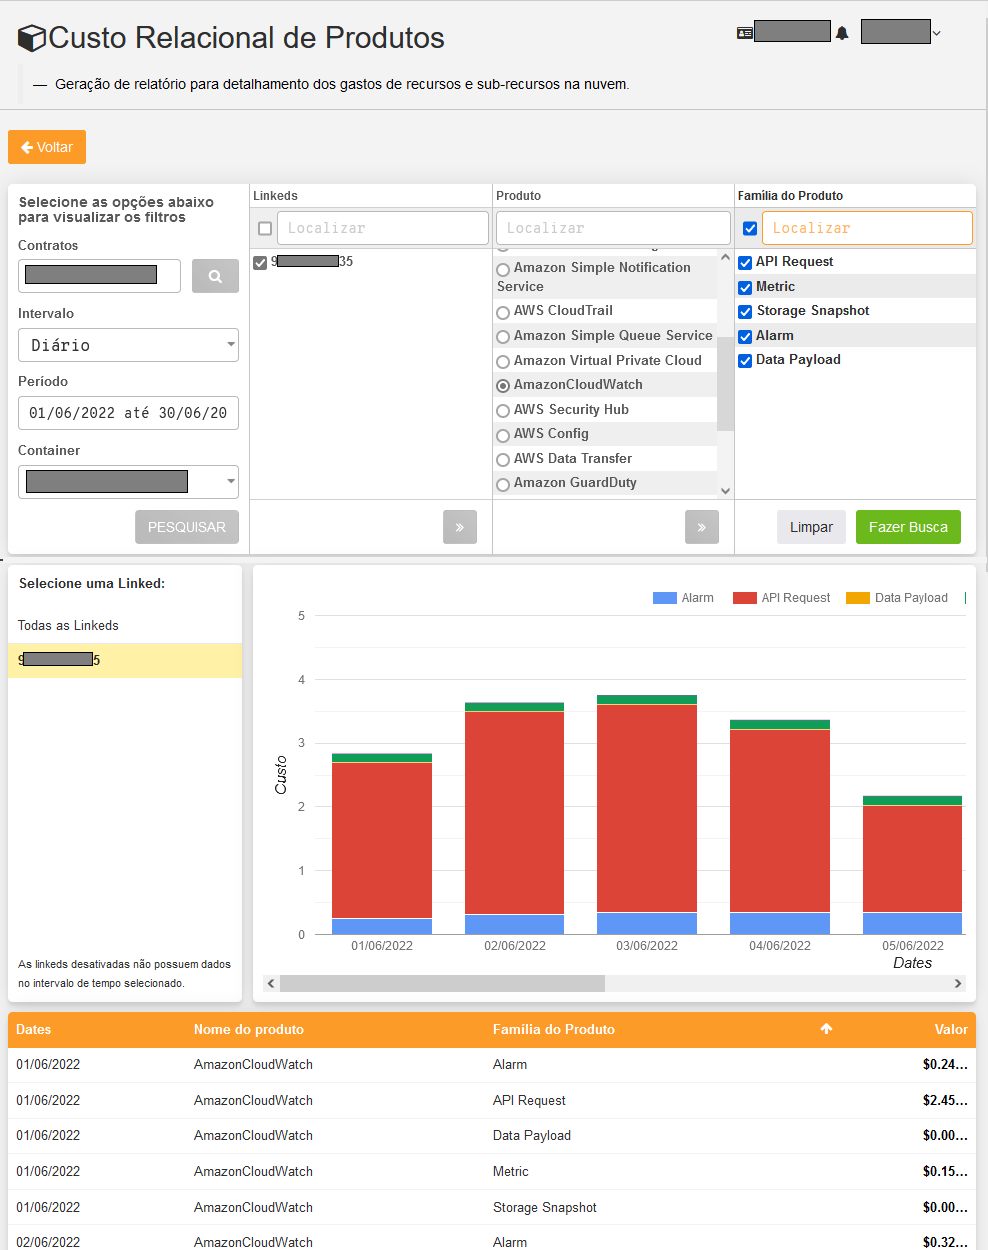 Custo Relacional de Produtos
— Geração de relatório para detalhamento dos gastos de recursos e sub-recursos na nuvem.
Voltar
Selecione as opções abaixo
para visualizar os filtros
Contratos
Intervalo
Diário
Período
01/06/2022 até 30/06/20
Container
PESQUISAR
Linkeds
Localizar
9 35
»
Produto
Localizar
Amazon Simple Notification
Service
AWS CloudTrail
Amazon Simple Queue Service
Amazon Virtual Private Cloud
AmazonCloudWatch
AWS Security Hub
AWS Config
AWS Data Transfer
Amazon GuardDuty
»
Família do Produto
Localizar
API Request
Metric
Storage Snapshot
Alarm
Data Payload
Limpar
Fazer Busca
Selecione uma Linked:
Todas as Linkeds
9 5
As linkeds desativadas não possuem dados
no intervalo de tempo selecionado.
Alarm API Request Data Payload
5
4
3
2
1
0
Custo
01/06/2022 02/06/2022 03/06/2022 04/06/2022 05/06/2022
Dates
Dates Nome do produto Família do Produto Valor
01/06/2022 AmazonCloudWatch Alarm $0.24...
01/06/2022 AmazonCloudWatch API Request $2.45...
01/06/2022 AmazonCloudWatch Data Payload $0.00...
01/06/2022 AmazonCloudWatch Metric $0.15...
01/06/2022 AmazonCloudWatch Storage Snapshot $0.00...
02/06/2022 AmazonCloudWatch Alarm $0.32...